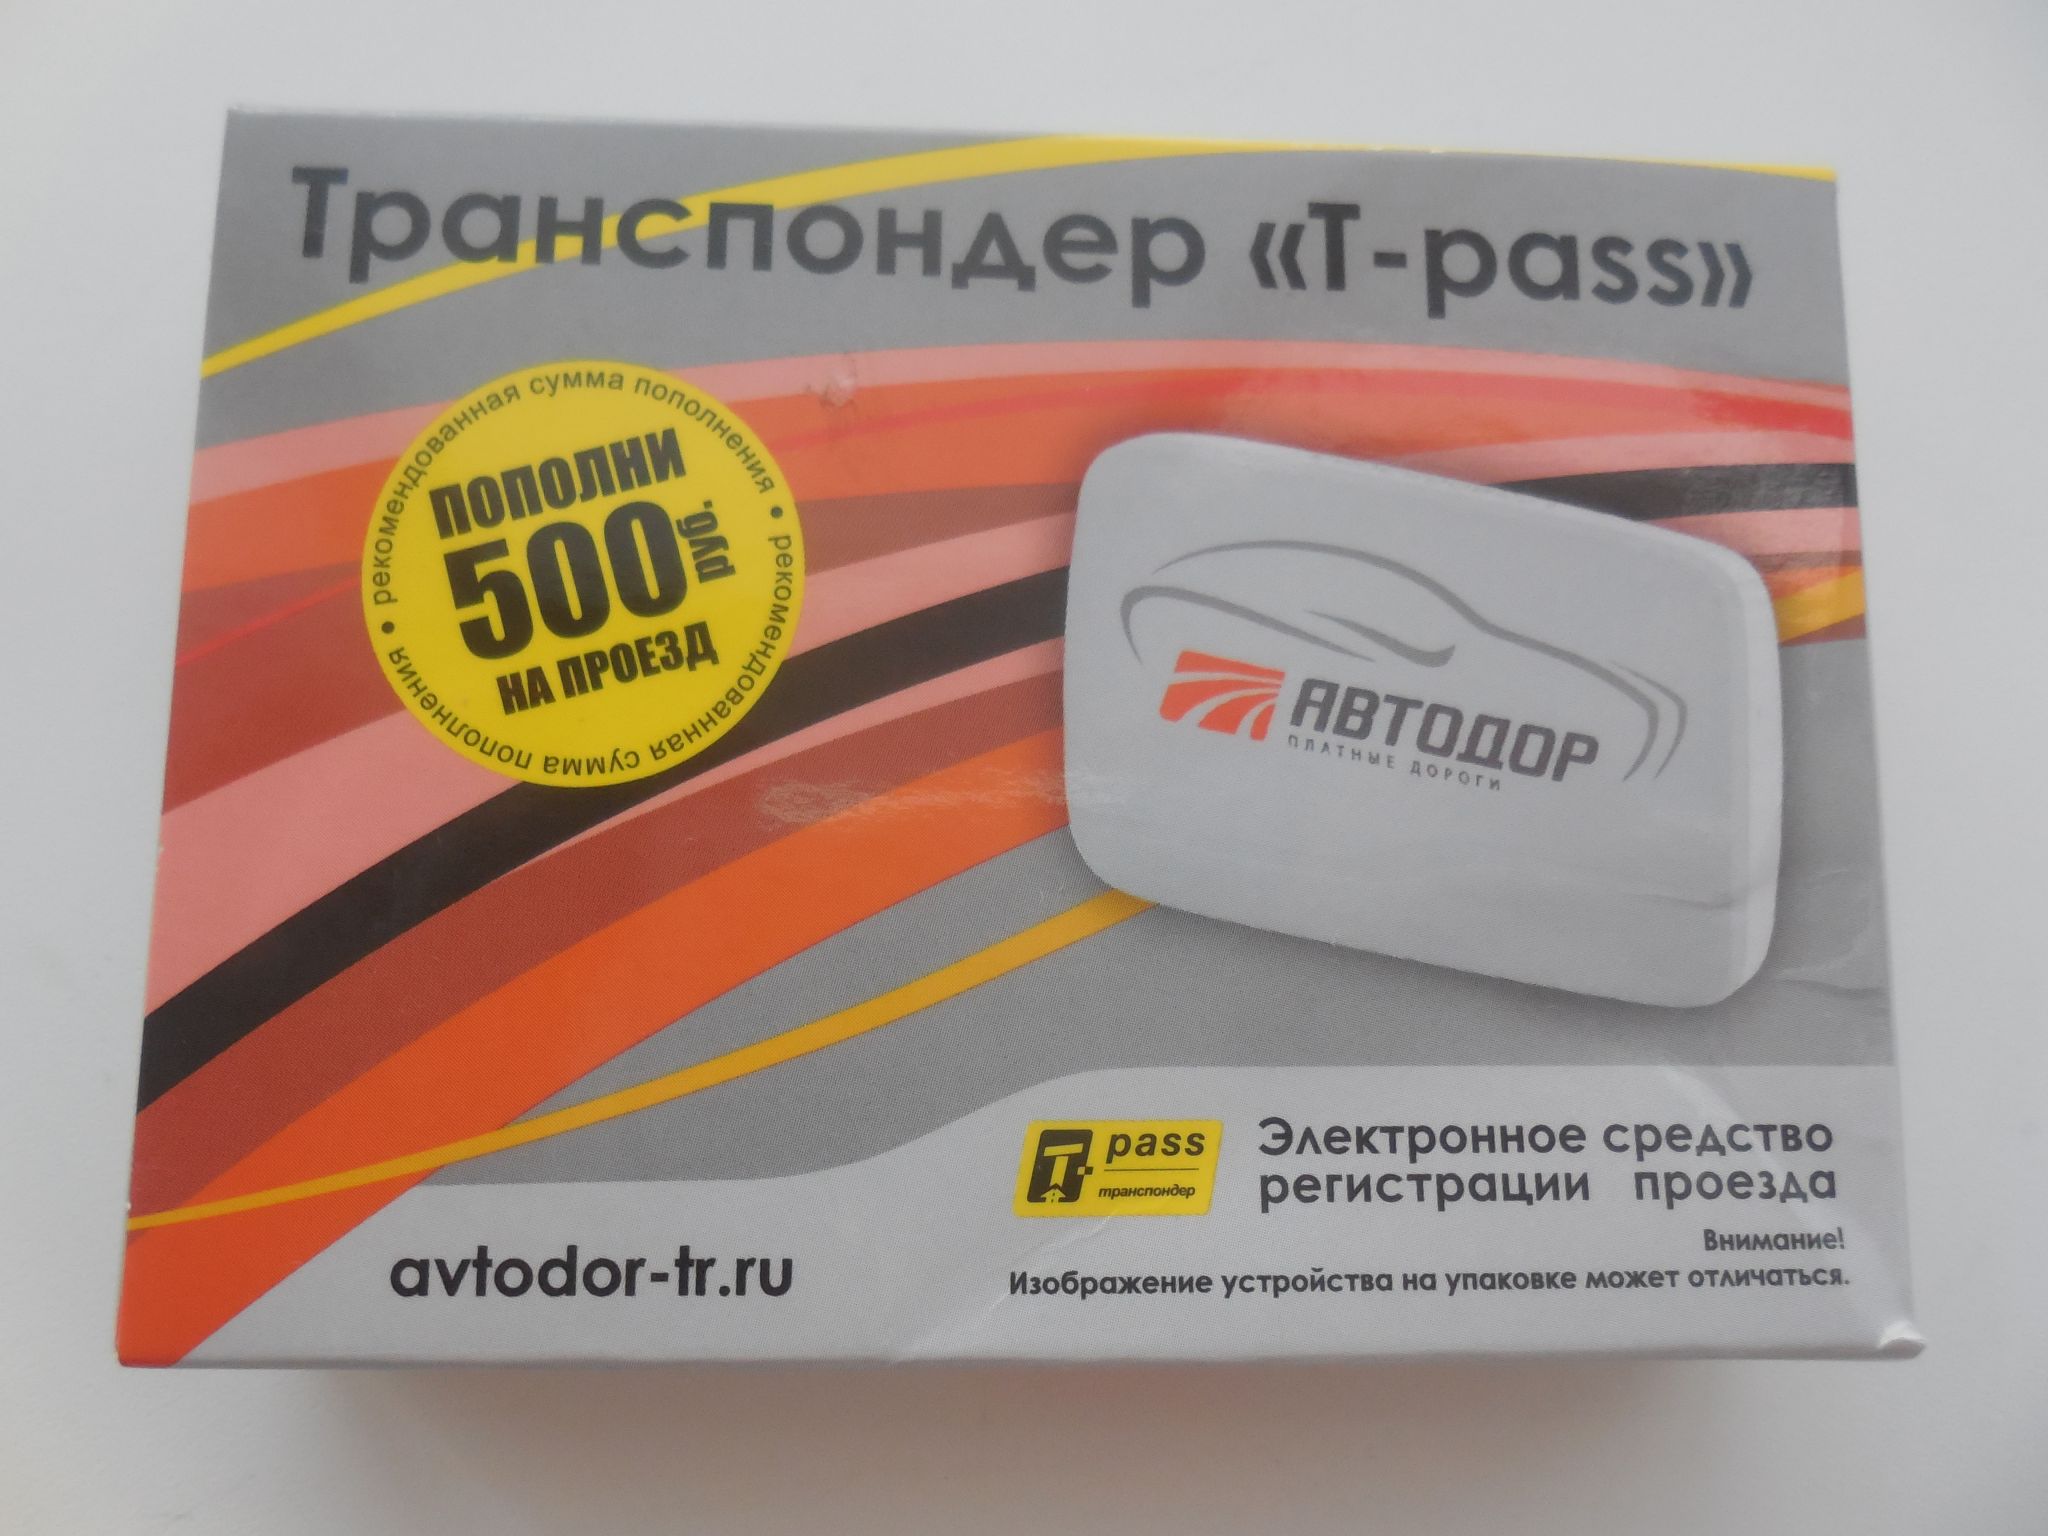 Транспондер «T-pass»
рекомендованная сумма пополнения • рекомендованная сумма пополнения •
ПОПОЛНИ
500 руб.
НА ПРОЕЗД
АВТОДОР
ПЛАТНЫЕ ДОРОГИ
T pass
транспондер
Электронное средство
регистрации проезда
Внимание!
Изображение устройства на упаковке может отличаться.
avtodor-tr.ru